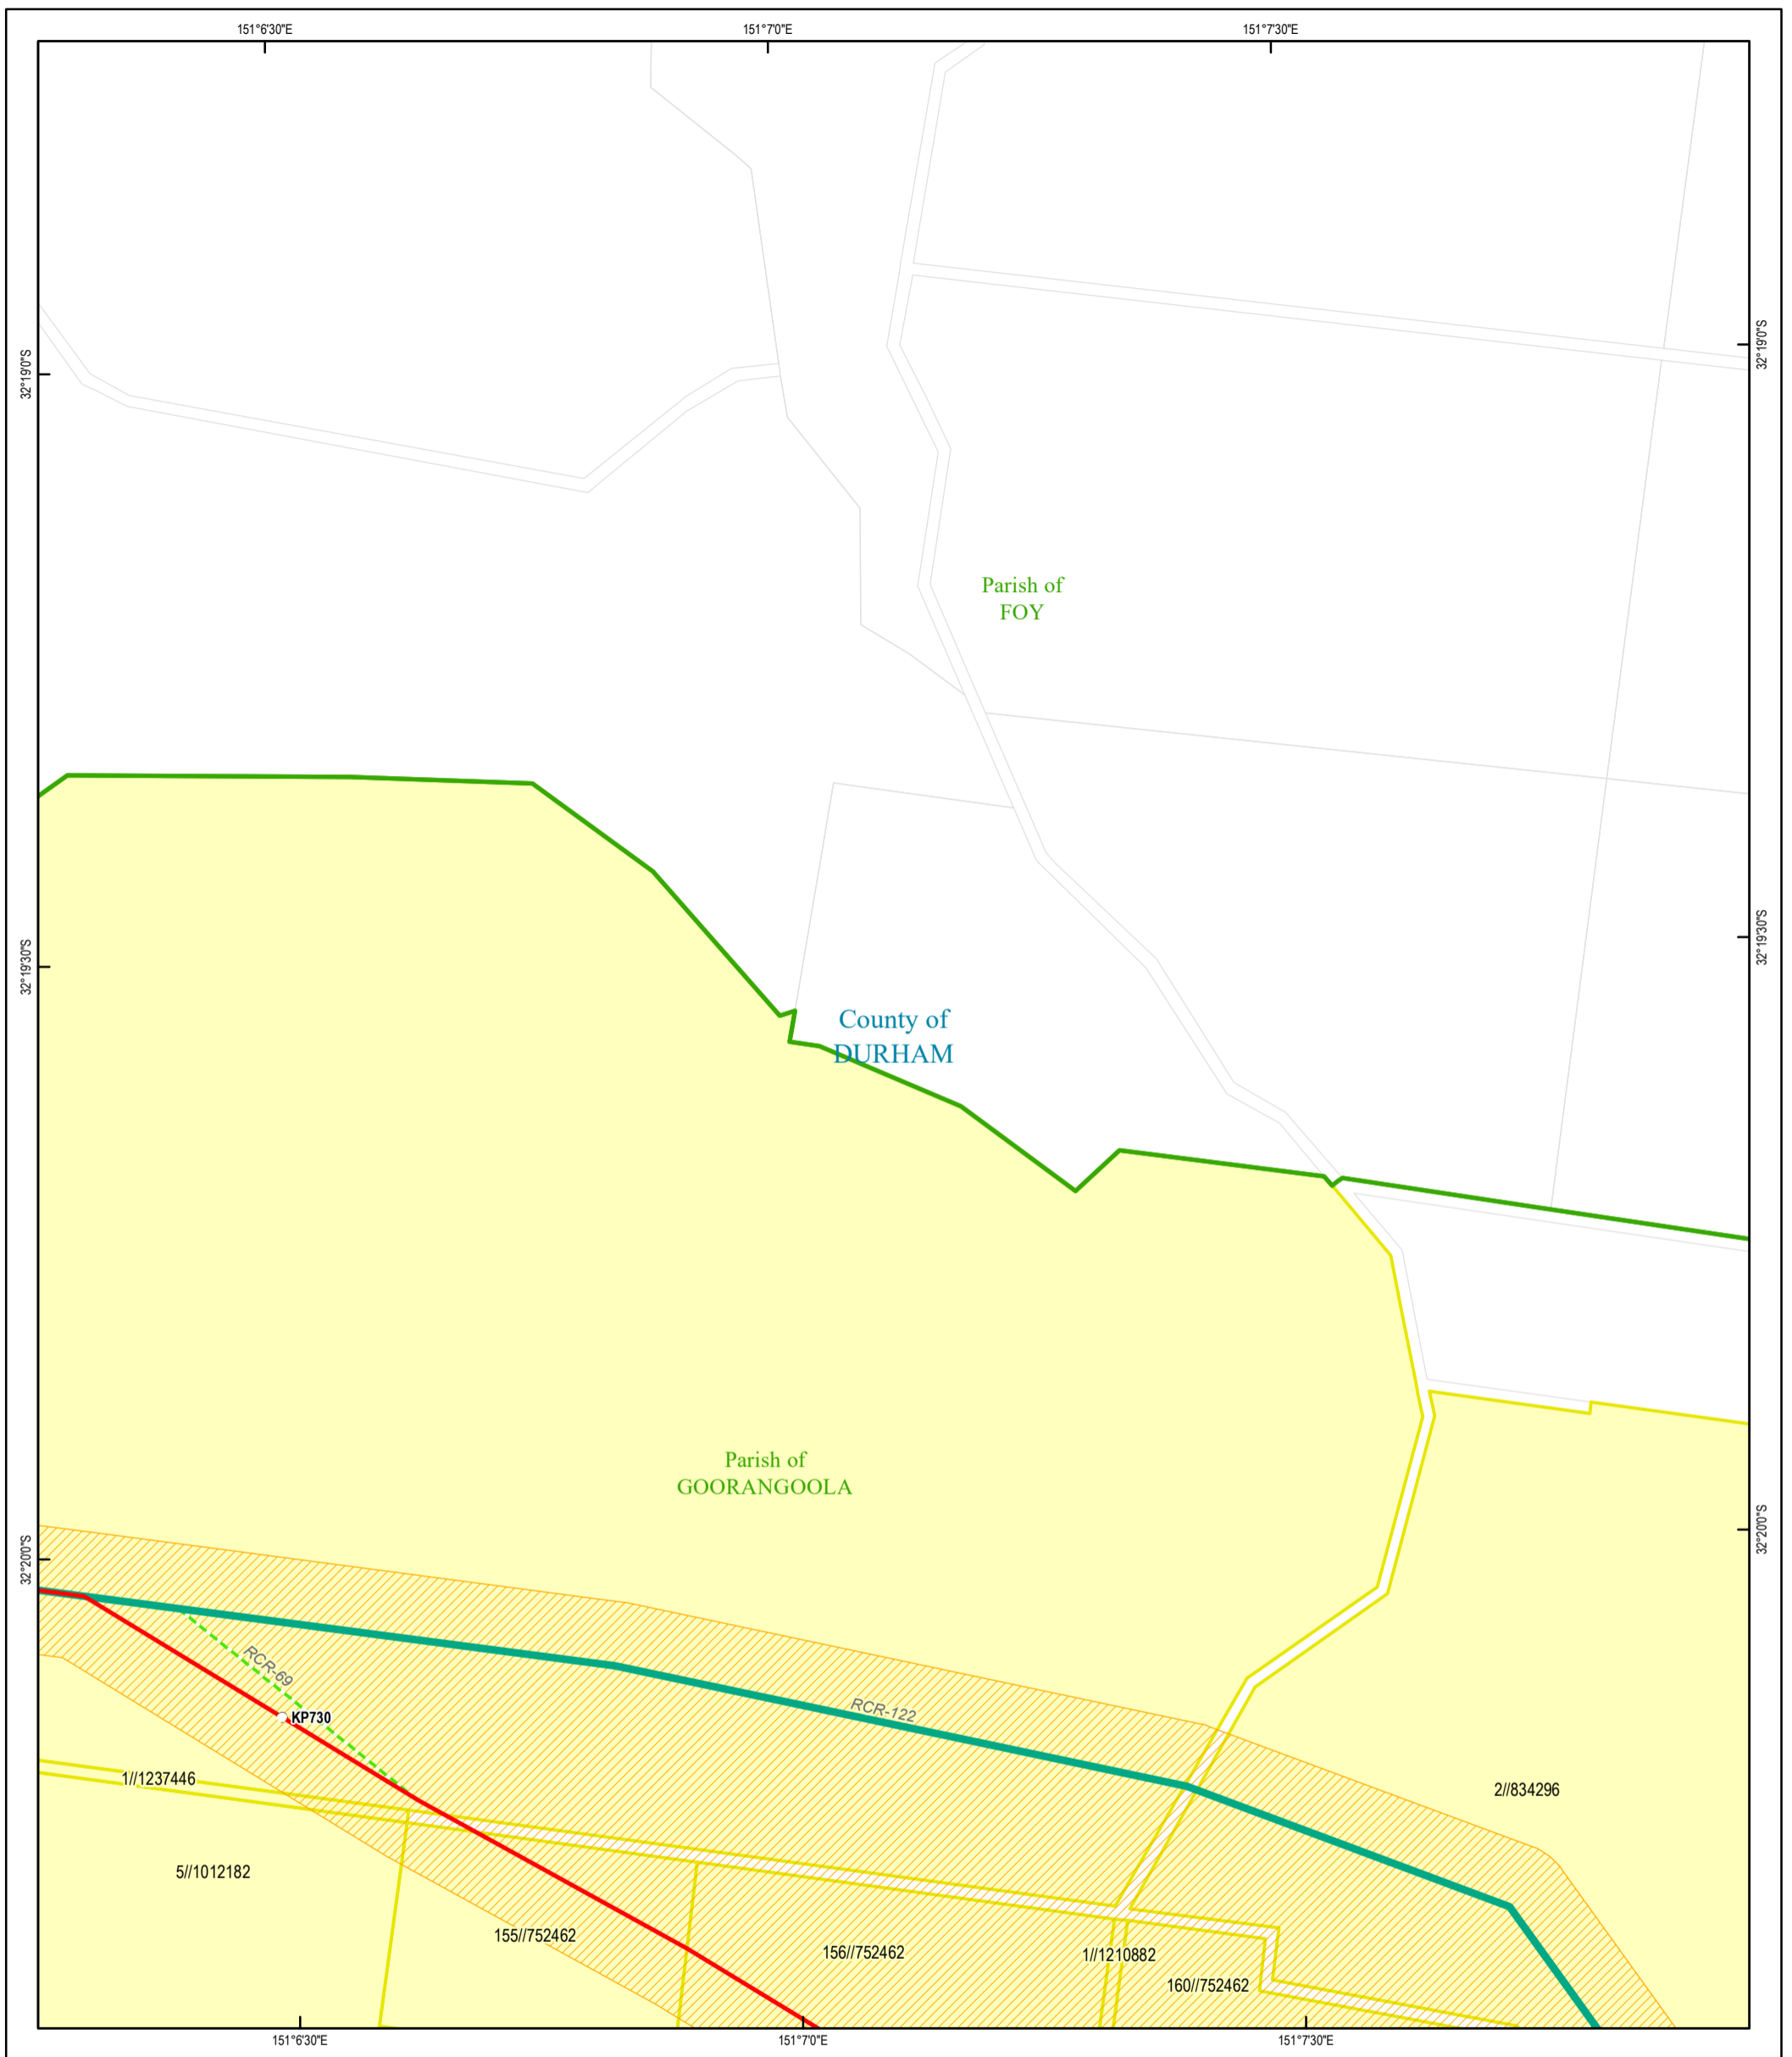 151°6'30"E
151°7'0"E
151°7'30"E
32°19'0"S
32°19'0"S
Parish of
FOY
32°19'30"S
32°19'30"S
County of
DURHAM
Parish of
GOORANGOOLA
32°20'0"S
32°20'0"S
RCR-69
RCR-122
KP730
1//1237446
2//834296
5//1012182
155//752462
156//752462
1//1210882
160//752462
151°6'30"E
151°7'0"E
151°7'30"E